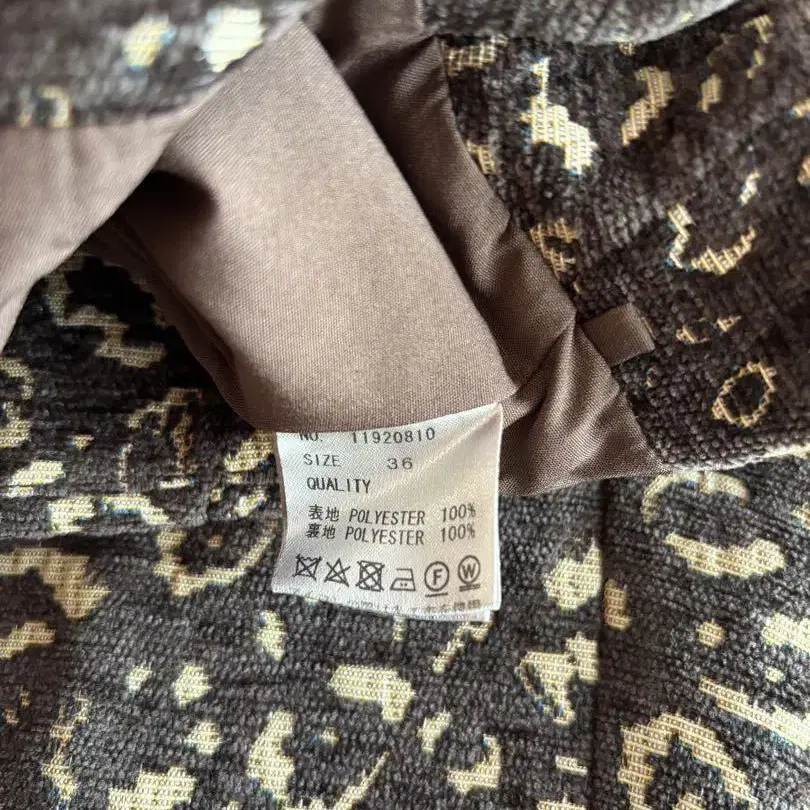 NO. 11920810
SIZE 36
QUALITY
表地 POLYESTER 100%
裏地 POLYESTER 100%
F W